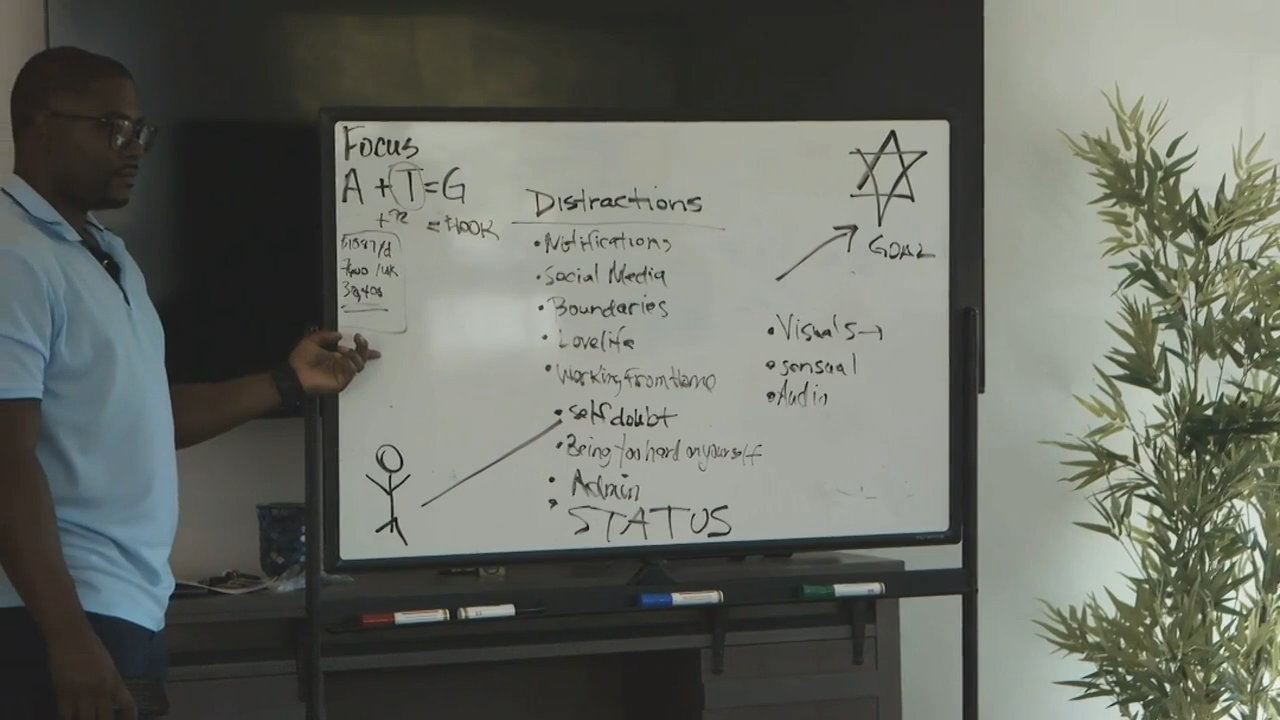 Focus
A + T = G
= $100K
Distractions
• Notifications
• Social Media
• Boundaries
• Lovelife
• Working From Home
• self doubt
• Being too hard on yourself
• Admin
• STATUS
GOAL
• Visuals →
• sensual
• Audio